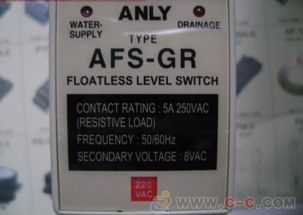 ANLY
WATER-
SUPPLY
DRAINAGE
TYPE
AFS-GR
FLOATLESS LEVEL SWITCH
CONTACT RATING : 5A 250VAC
(RESISTIVE LOAD)
FREQUENCY : 50/60Hz
SECONDARY VOLTAGE : 8VAC
220
VAC
www.c-c.com